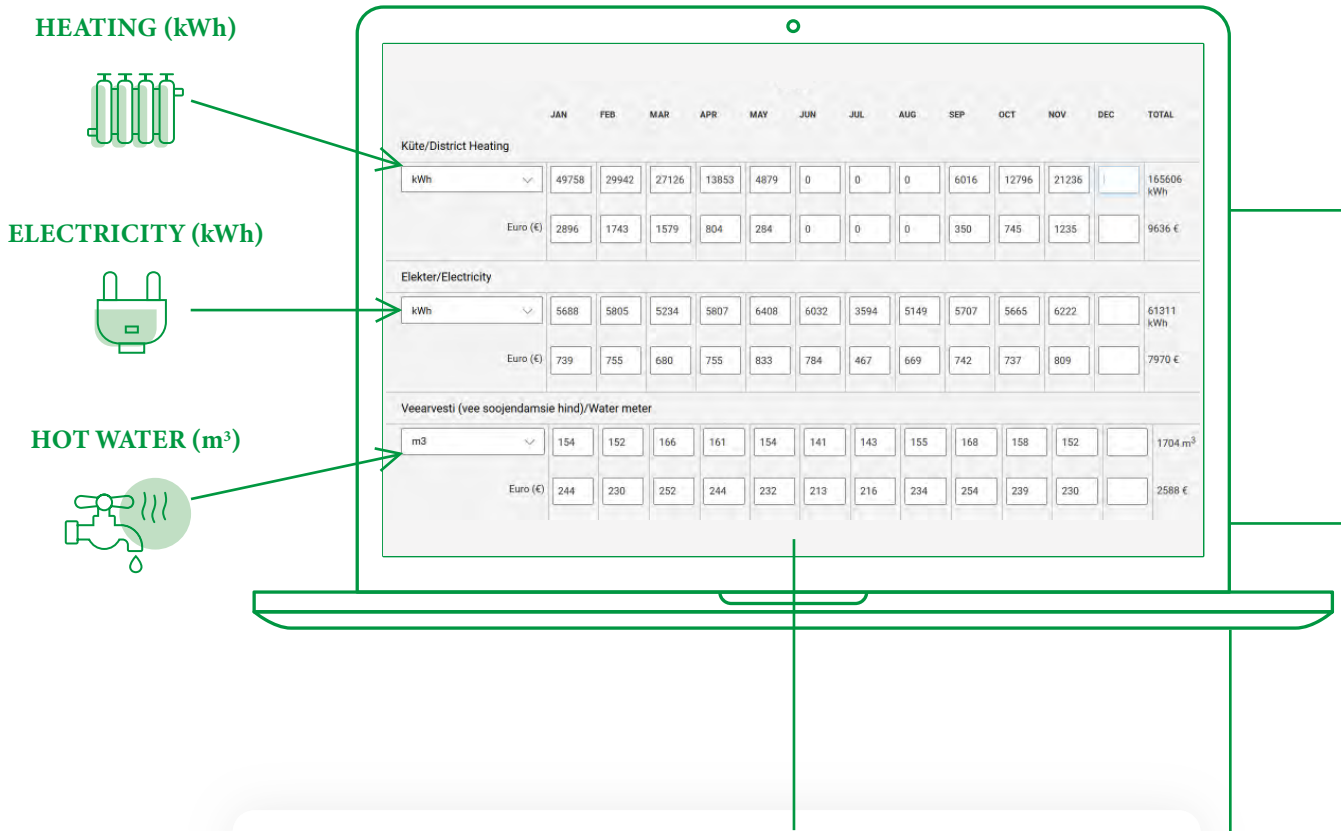 HEATING (kWh)
ELECTRICITY (kWh)
HOT WATER (m³)
JAN FEB MAR APR MAY JUN JUL AUG SEP OCT NOV DEC TOTAL
Küte/District Heating
kWh 49758 29942 27126 13853 4879 0 0 0 6016 12796 21236 165606
kWh
Euro (€) 2896 1743 1579 804 284 0 0 0 350 745 1235 9636 €
Elekter/Electricity
kWh 5688 5805 5234 5807 6408 6032 3594 5149 5707 5665 6222 61311
kWh
Euro (€) 739 755 680 755 833 784 467 669 742 737 809 7970 €
Veearvesti (vee soojendamsie hind)/Water meter
m3 154 152 166 161 154 141 143 155 168 158 152 1704 m³
Euro (€) 244 230 252 244 232 213 216 234 254 239 230 2588 €